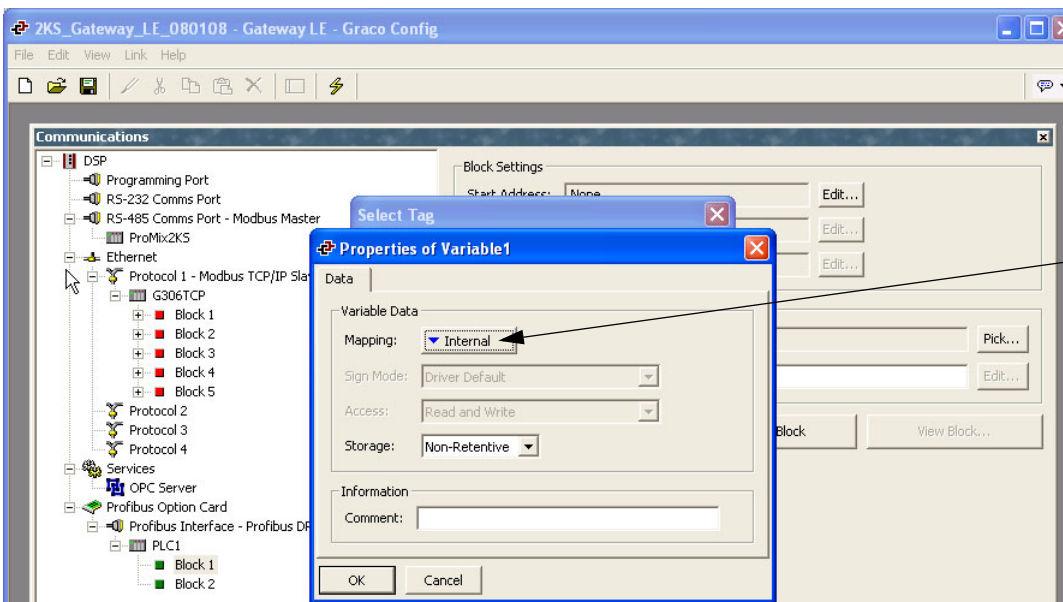 2KS_Gateway_LE_080108 - Gateway LE - Graco Config
File Edit View Link Help
Communications
DSP
Programming Port
RS-232 Comms Port
RS-485 Comms Port - Modbus Master
ProMix2KS
Ethernet
Protocol 1 - Modbus TCP/IP Sla
G306TCP
Block 1
Block 2
Block 3
Block 4
Block 5
Protocol 2
Protocol 3
Protocol 4
Services
OPC Server
Profibus Option Card
Profibus Interface - Profibus DP
PLC1
Block 1
Block 2
Block Settings
Start Address: None Edit...
Edit...
Edit...
Pick...
Edit...
Block View Block...
Select Tag
Properties of Variable1
Data
Variable Data
Mapping: Internal
Sign Mode: Driver Default
Access: Read and Write
Storage: Non-Retentive
Information
Comment:
OK Cancel